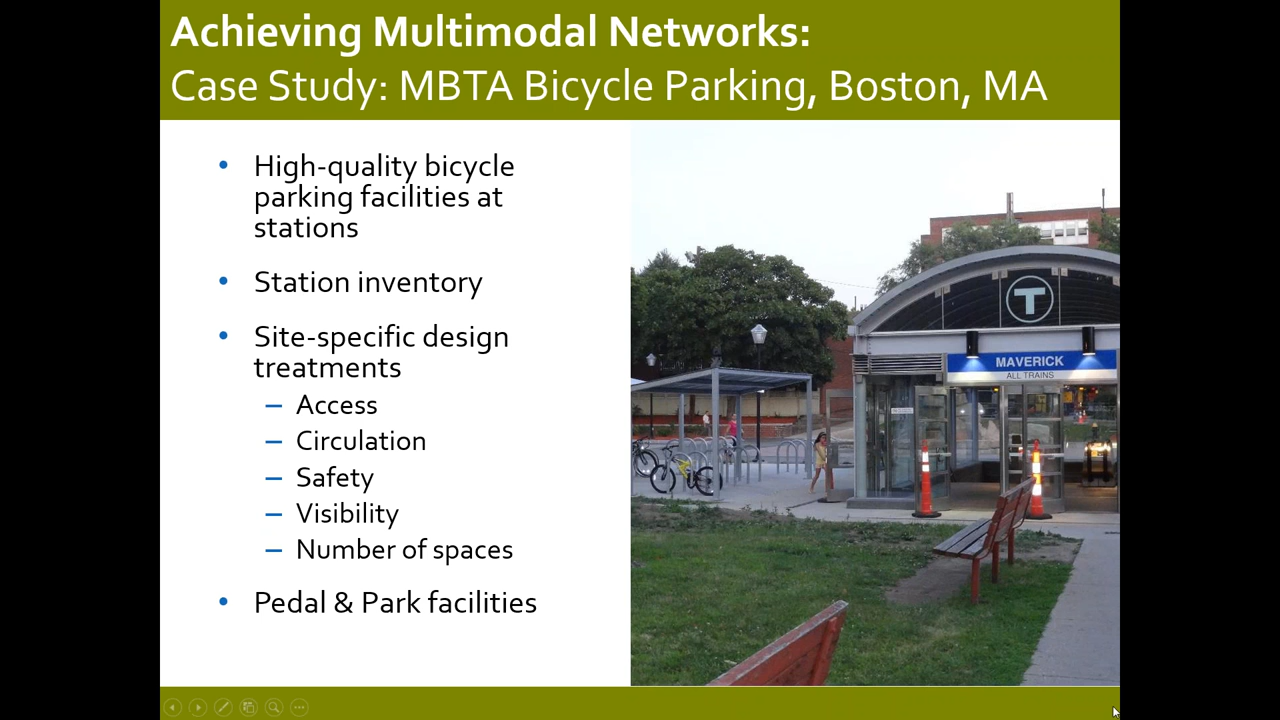 Achieving Multimodal Networks:
Case Study: MBTA Bicycle Parking, Boston, MA
• High-quality bicycle
parking facilities at
stations
• Station inventory
• Site-specific design
treatments
– Access
– Circulation
– Safety
– Visibility
– Number of spaces
• Pedal & Park facilities
T
MAVERICK
ALL TRAINS